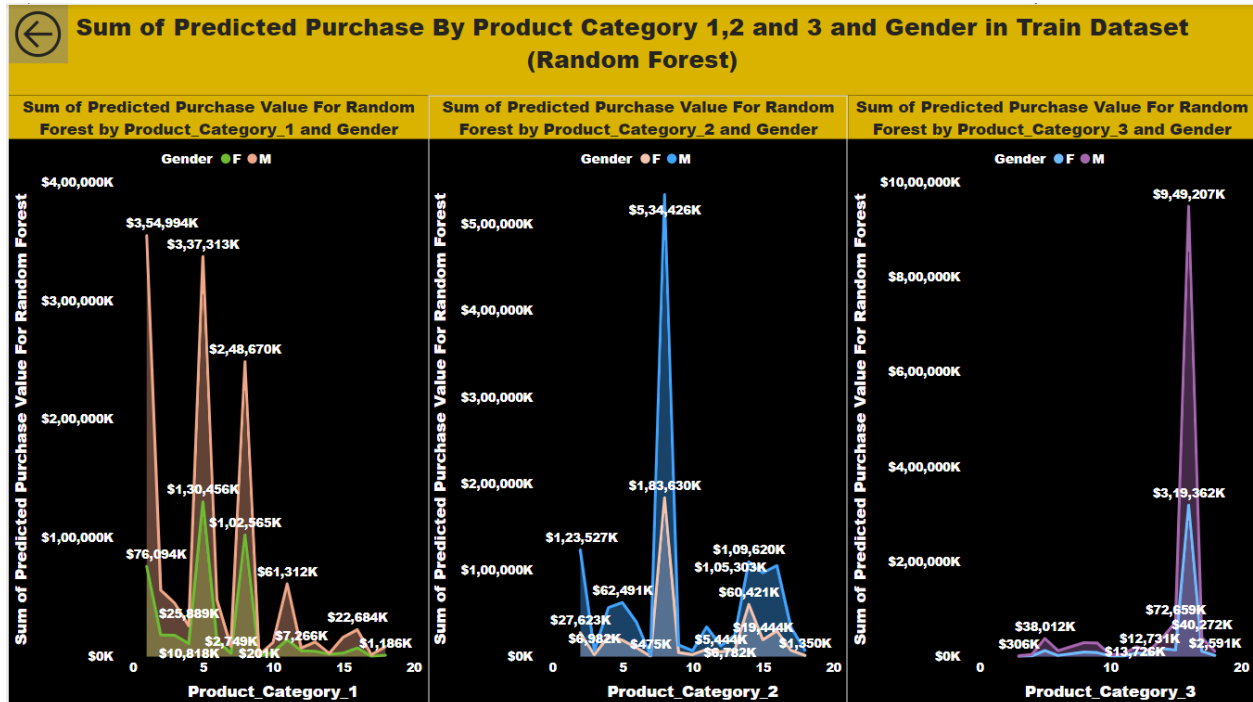 Sum of Predicted Purchase By Product Category 1,2 and 3 and Gender in Train Dataset
(Random Forest)
Sum of Predicted Purchase Value For Random
Forest by Product_Category_1 and Gender
Gender F M
Sum of Predicted Purchase Value For Random Forest
$4,00,000K
$3,00,000K
$2,00,000K
$1,00,000K
$0K
$3,54,994K
$3,37,313K
$2,48,670K
$1,30,456K
$1,02,565K
$76,094K
$61,312K
$25,889K
$22,684K
$7,266K
$2,749K
$1,186K
$10,818K
$201K
0 5 10 15 20
Product_Category_1
Sum of Predicted Purchase Value For Random
Forest by Product_Category_2 and Gender
Gender F M
Sum of Predicted Purchase Value For Random Forest
$5,00,000K
$4,00,000K
$3,00,000K
$2,00,000K
$1,00,000K
$0K
$5,34,426K
$1,83,630K
$1,23,527K
$1,09,620K
$1,05,303K
$62,491K
$60,421K
$27,623K
$19,444K
$6,982K
$5,444K
$475K
$6,782K
$1,350K
0 5 10 15 20
Product_Category_2
Sum of Predicted Purchase Value For Random
Forest by Product_Category_3 and Gender
Gender F M
Sum of Predicted Purchase Value For Random Forest
$10,00,000K
$8,00,000K
$6,00,000K
$4,00,000K
$2,00,000K
$0K
$9,49,207K
$3,19,362K
$72,659K
$38,012K
$40,272K
$306K
$12,731K
$13,726K
$2,591K
0 10 20
Product_Category_3